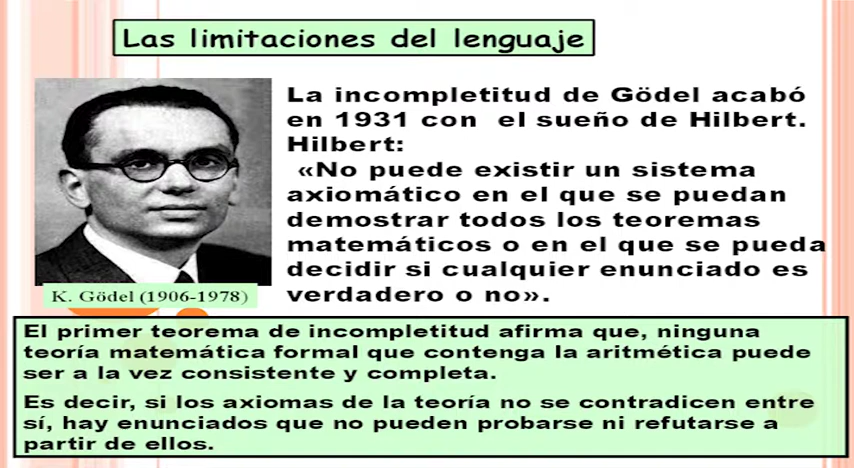 Las limitaciones del lenguaje
La incompletitud de Gödel acabó
en 1931 con el sueño de Hilbert.
Hilbert:
«No puede existir un sistema
axiomático en el que se puedan
demostrar todos los teoremas
matemáticos o en el que se pueda
decidir si cualquier enunciado es
verdadero o no».
K. Gödel (1906-1978)
El primer teorema de incompletitud afirma que, ninguna
teoría matemática formal que contenga la aritmética puede
ser a la vez consistente y completa.
Es decir, si los axiomas de la teoría no se contradicen entre
sí, hay enunciados que no pueden probarse ni refutarse a
partir de ellos.